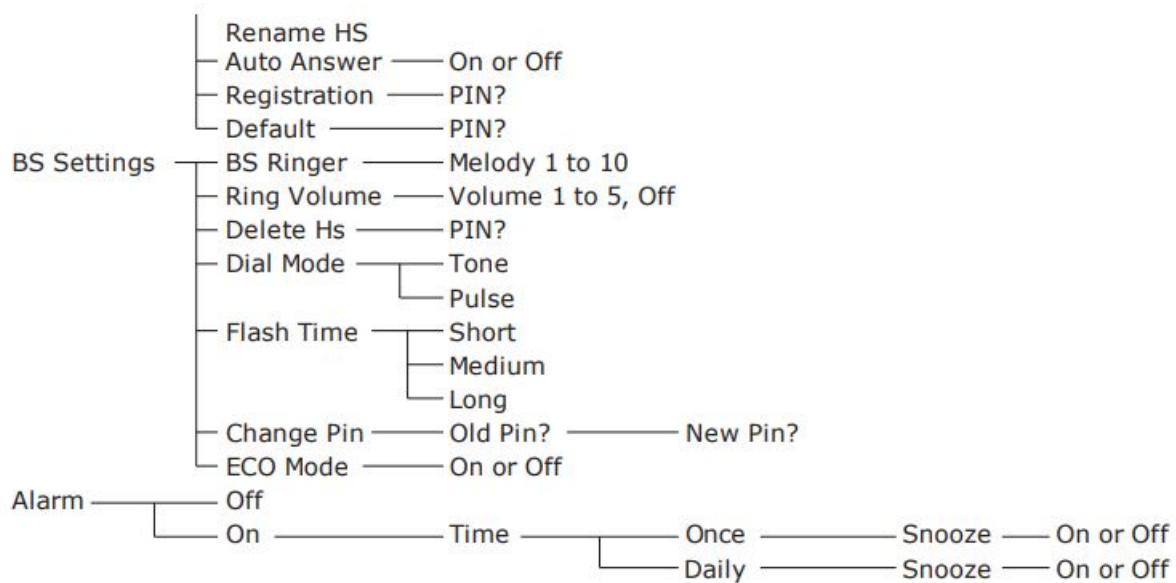 Rename HS
Auto Answer On or Off
Registration PIN?
Default PIN?
BS Settings BS Ringer Melody 1 to 10
Ring Volume Volume 1 to 5, Off
Delete Hs PIN?
Dial Mode Tone
Pulse
Flash Time Short
Medium
Long
Change Pin Old Pin? New Pin?
ECO Mode On or Off
Alarm Off
On Time Once Snooze On or Off
Daily Snooze On or Off